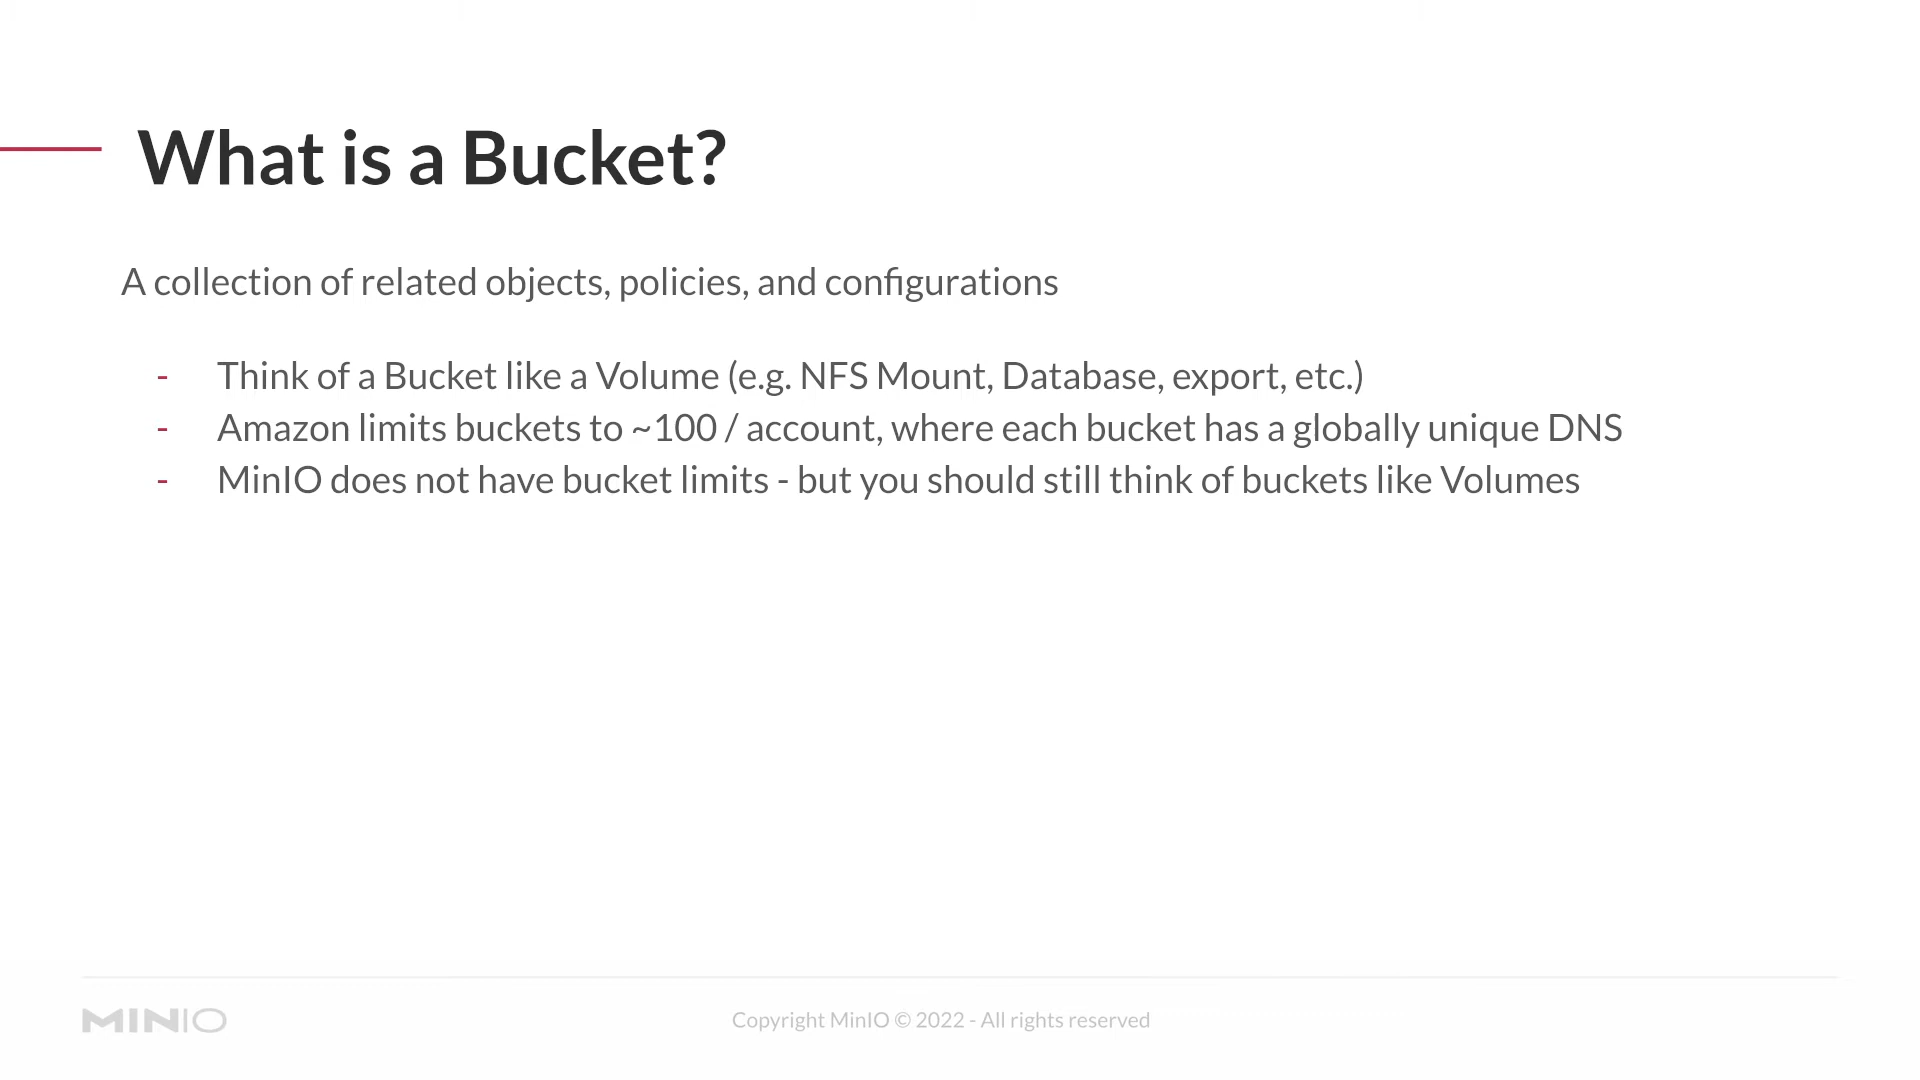 What is a Bucket?
A collection of related objects, policies, and configurations
- Think of a Bucket like a Volume (e.g. NFS Mount, Database, export, etc.)
- Amazon limits buckets to ~100 / account, where each bucket has a globally unique DNS
- MinIO does not have bucket limits - but you should still think of buckets like Volumes
MINIO
Copyright MinIO © 2022 - All rights reserved